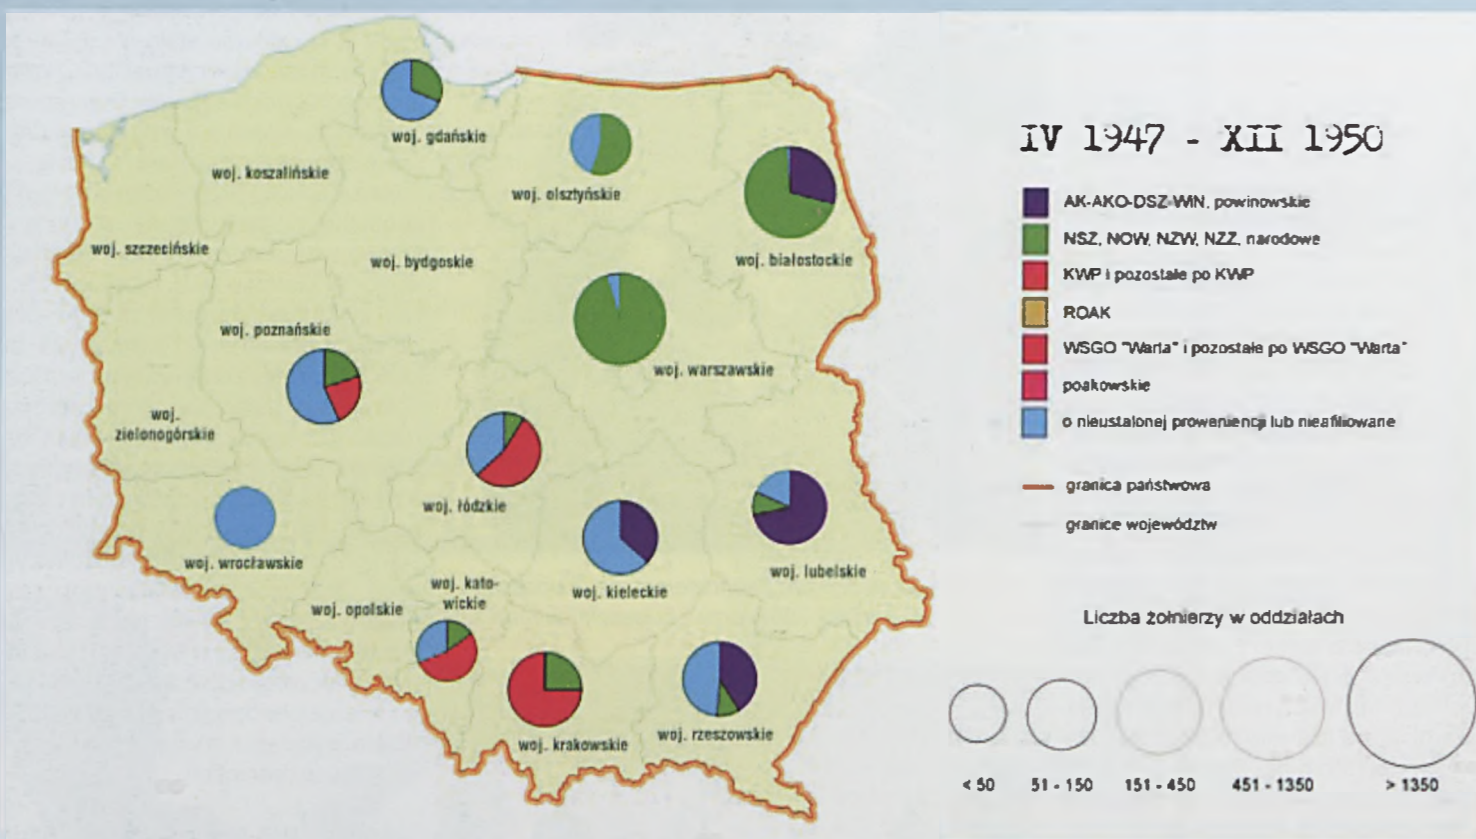 woj. gdańskie
woj. koszalińskie
woj. olsztyńskie
woj. szczecińskie
woj. bydgoskie
woj. białostockie
woj. poznańskie
woj. warszawskie
woj.
zielonogórskie
woj. łódzkie
woj. wrocławskie
woj. kieleckie
woj. lubelskie
woj. kato-
wickie
woj. opolskie
woj. krakowskie
woj. rzeszowskie
IV 1947 - XII 1950
AK-AKO-DSZ-WIN, powinowskie
NSZ, NOW, NZW, NZZ, narodowe
KWP i pozostałe po KWP
ROAK
WSGO "Warta" i pozostałe po WSGO "Warta"
poakowskie
o nieustalonej proweniencji lub nieafiliowane
granica państwowa
granice województw
Liczba żołnierzy w oddziałach
< 50
51 - 150
151 - 450
451 - 1350
> 1350